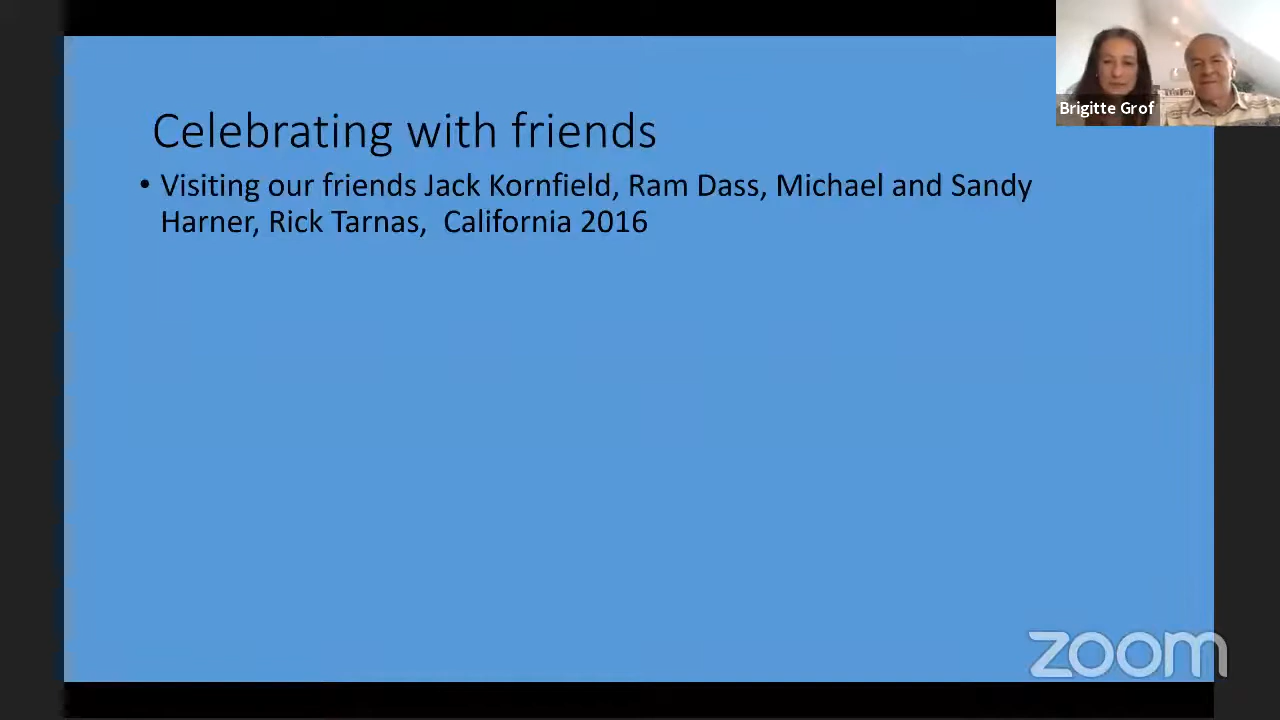 Brigitte Grof
Celebrating with friends
• Visiting our friends Jack Kornfield, Ram Dass, Michael and Sandy
Harner, Rick Tarnas,  California 2016
zoom